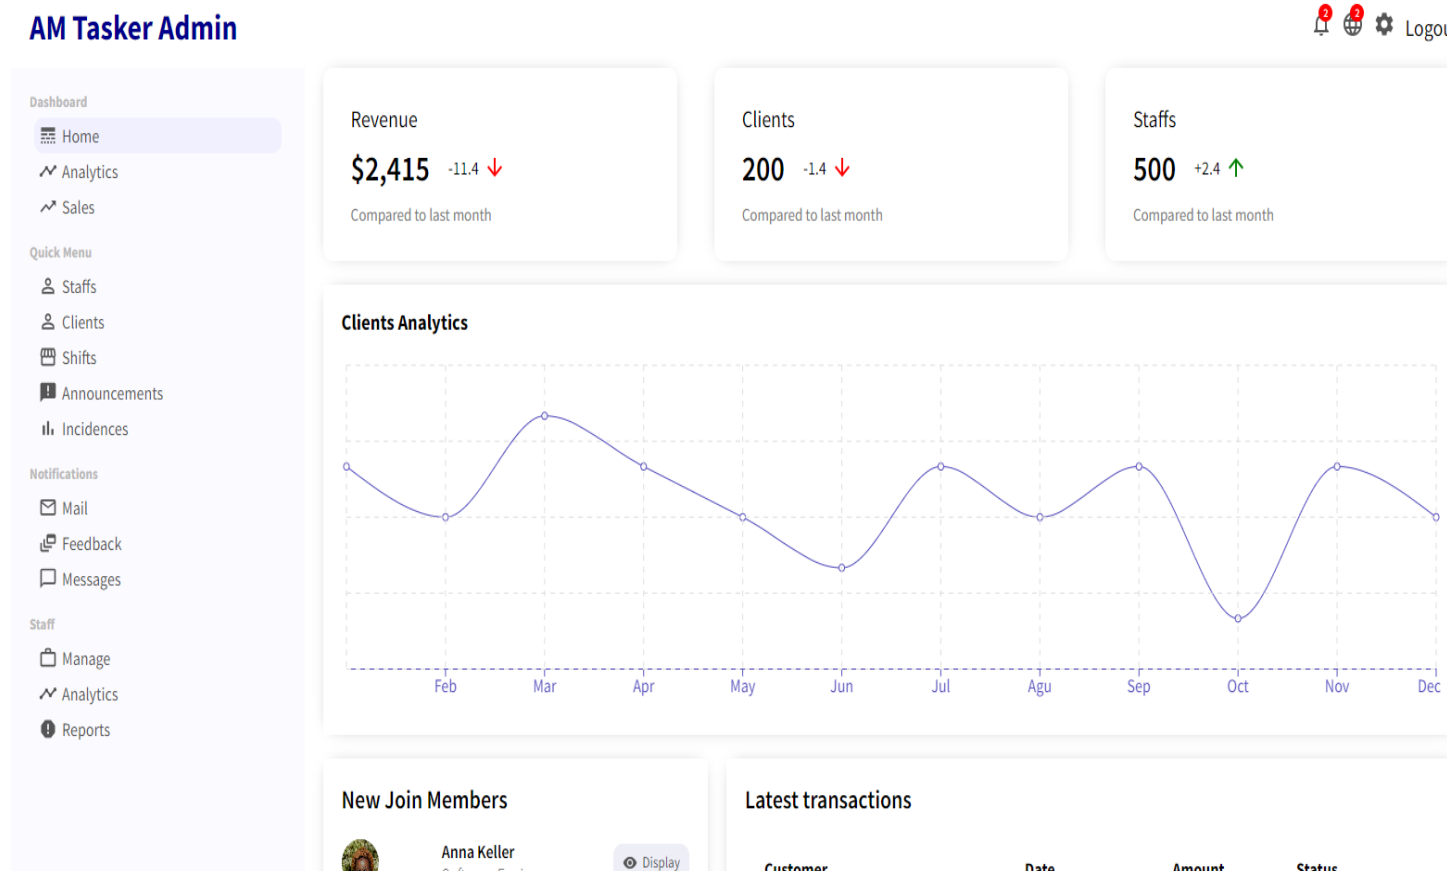 AM Tasker Admin
2
2
Logou
Dashboard
Home
Analytics
Sales
Quick Menu
Staffs
Clients
Shifts
Announcements
Incidences
Notifications
Mail
Feedback
Messages
Staff
Manage
Analytics
Reports
Revenue
$2,415 -11.4
Compared to last month
Clients
200 -1.4
Compared to last month
Staffs
500 +2.4
Compared to last month
Clients Analytics
Feb Mar Apr May Jun Jul Agu Sep Oct Nov Dec
New Join Members
Anna Keller
Display
Latest transactions
Customer Date Amount Status